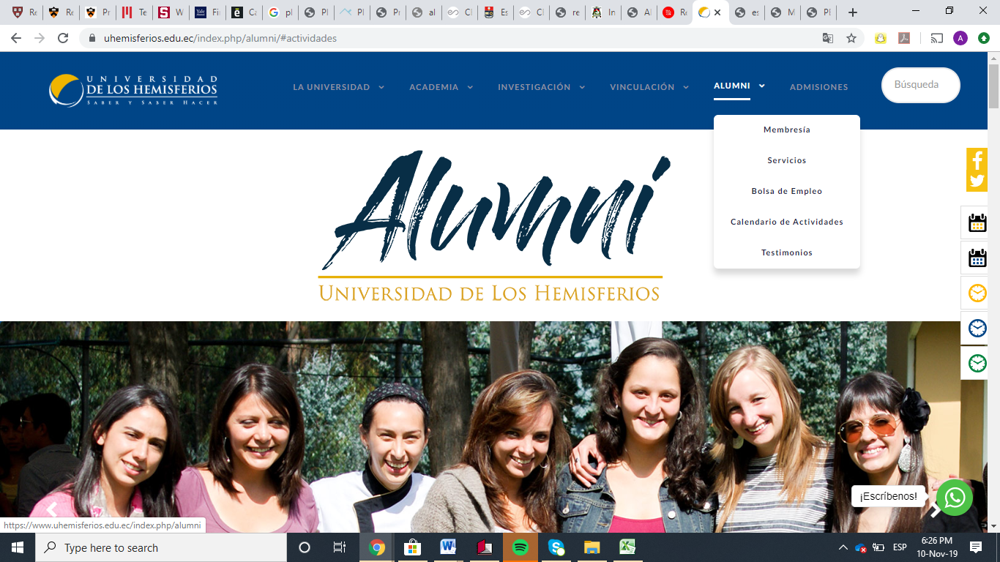 Re
Re
Pr
Te
W
Fir
Ca
pl
Pl
PL
Pr
al
Cl
Es
Cl
re
In
Al
Re
es
M
Pl
uhemisferios.edu.ec/index.php/alumni/#actividades
A
UNIVERSIDAD
DE LOS HEMISFERIOS
SABER Y SABER HACER
LA UNIVERSIDAD
ACADEMIA
INVESTIGACIÓN
VINCULACIÓN
ALUMNI
ADMISIONES
Búsqueda
Membresía
Servicios
Bolsa de Empleo
Calendario de Actividades
Testimonios
Alumni
UNIVERSIDAD DE LOS HEMISFERIOS
¡Escríbenos!
https://www.uhemisferios.edu.ec/index.php/alumni
Type here to search
ESP
6:26 PM
10-Nov-19